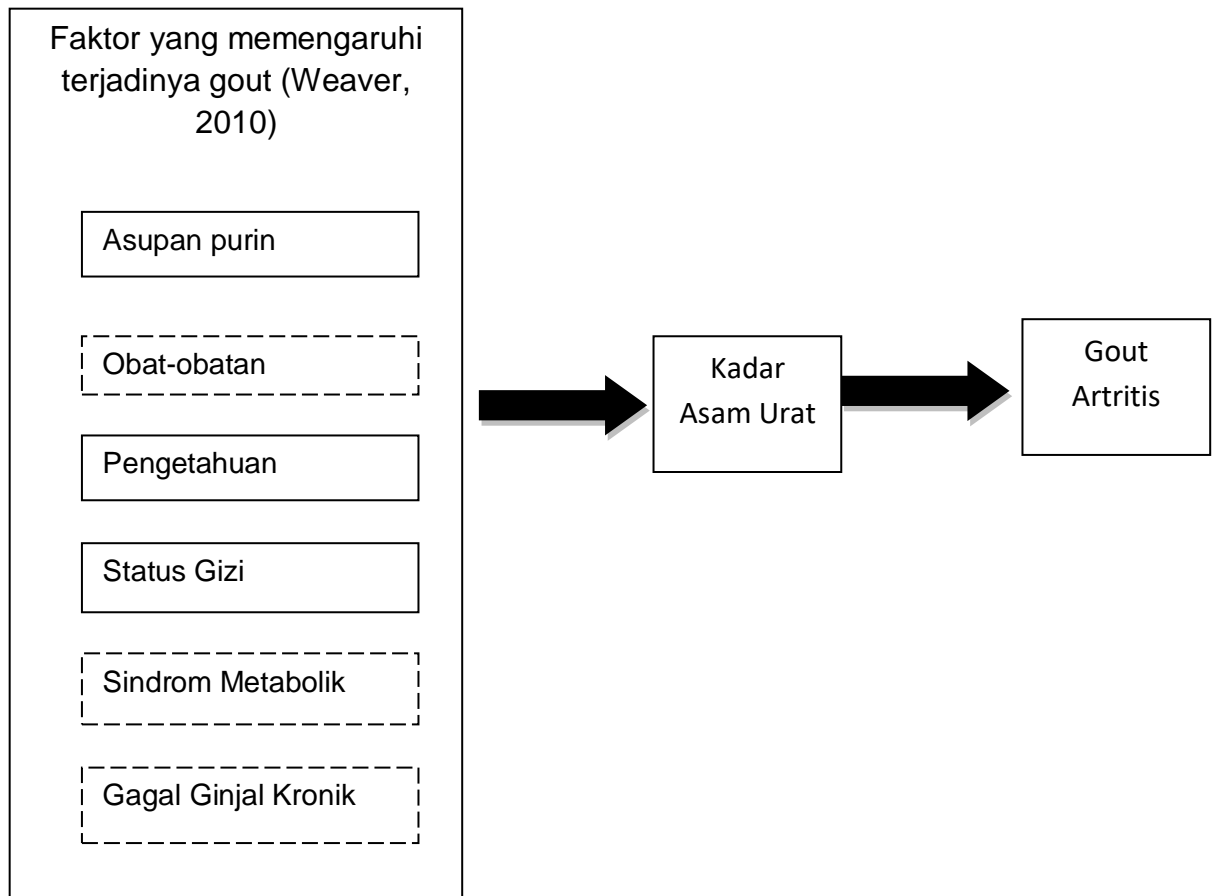 Faktor yang memengaruhi
terjadinya gout (Weaver,
2010)
Asupan purin
Obat-obatan
Pengetahuan
Status Gizi
Sindrom Metabolik
Gagal Ginjal Kronik
Kadar
Asam Urat
Gout
Artritis